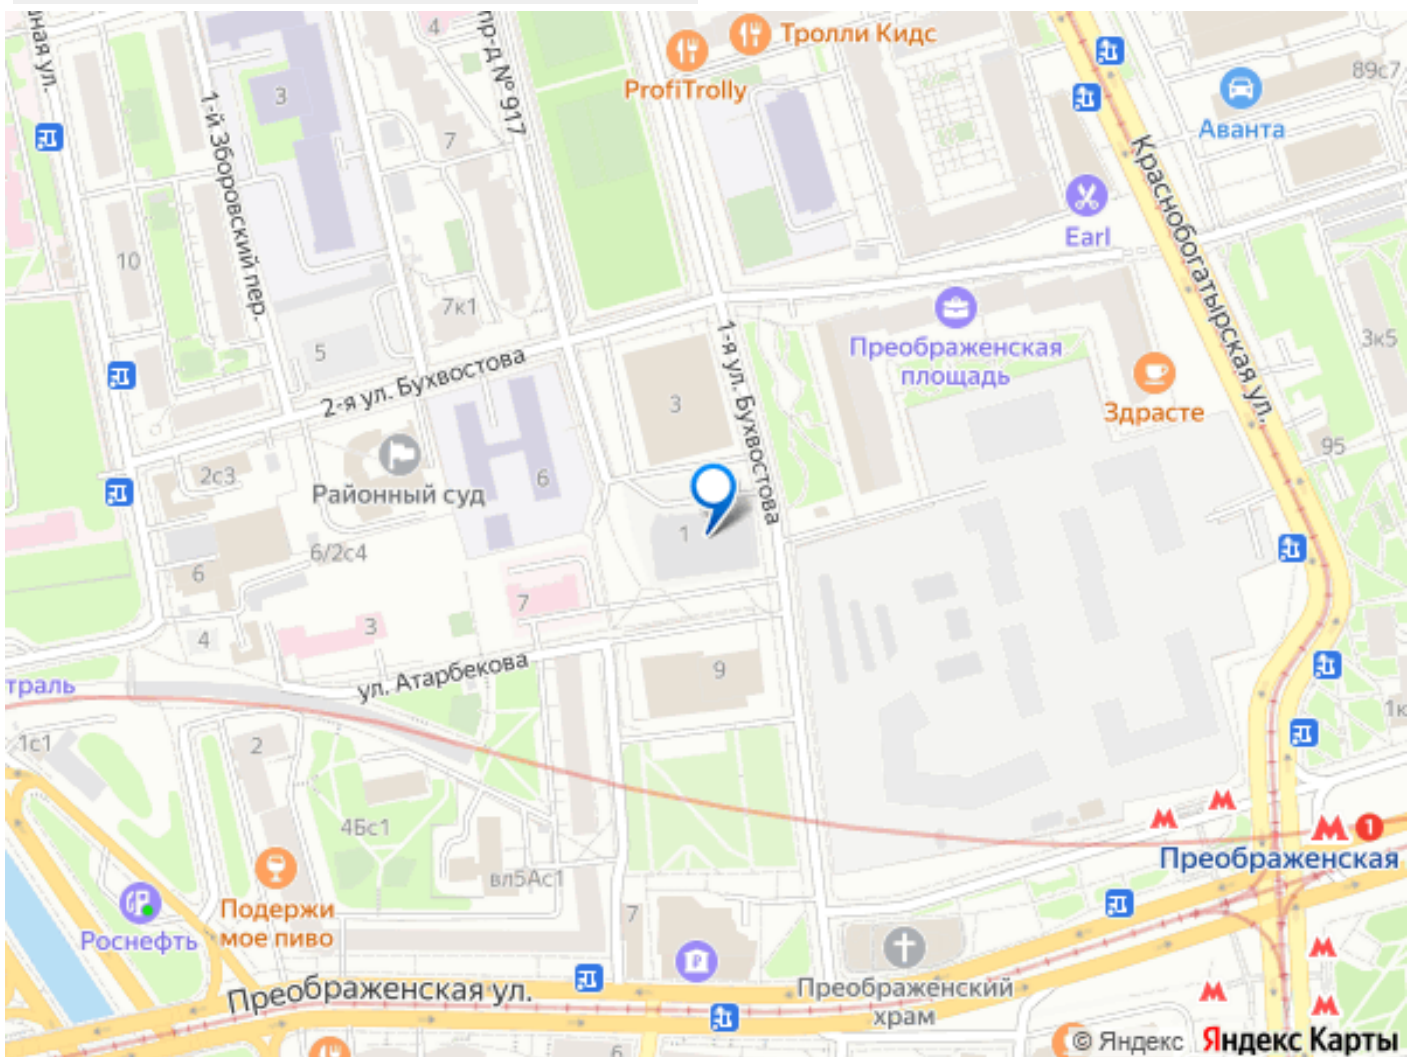 4
Тролли Кидс
ProfiTrolly
89с7
Аванта
пр-д № 917
3
1-й Зборовский пер.
7
Краснобогатырская ул.
Earl
10
7к1
5
1-я ул. Бухвостова
Преображенская
площадь
3к5
2-я ул. Бухвостова
3
Здрасте
95
2с3
Районный суд
6
1
6/2с4
6
7
4
3
ул. Атарбекова
9
траль
1к
1с1
2
4Бс1
М
М
М
1
Преображенская
вл5Ас1
Подержи
мое пиво
7
Роснефть
P
Преображенский
храм
М
М
М
Преображенская ул.
6
© Яндекс
Яндекс Карты